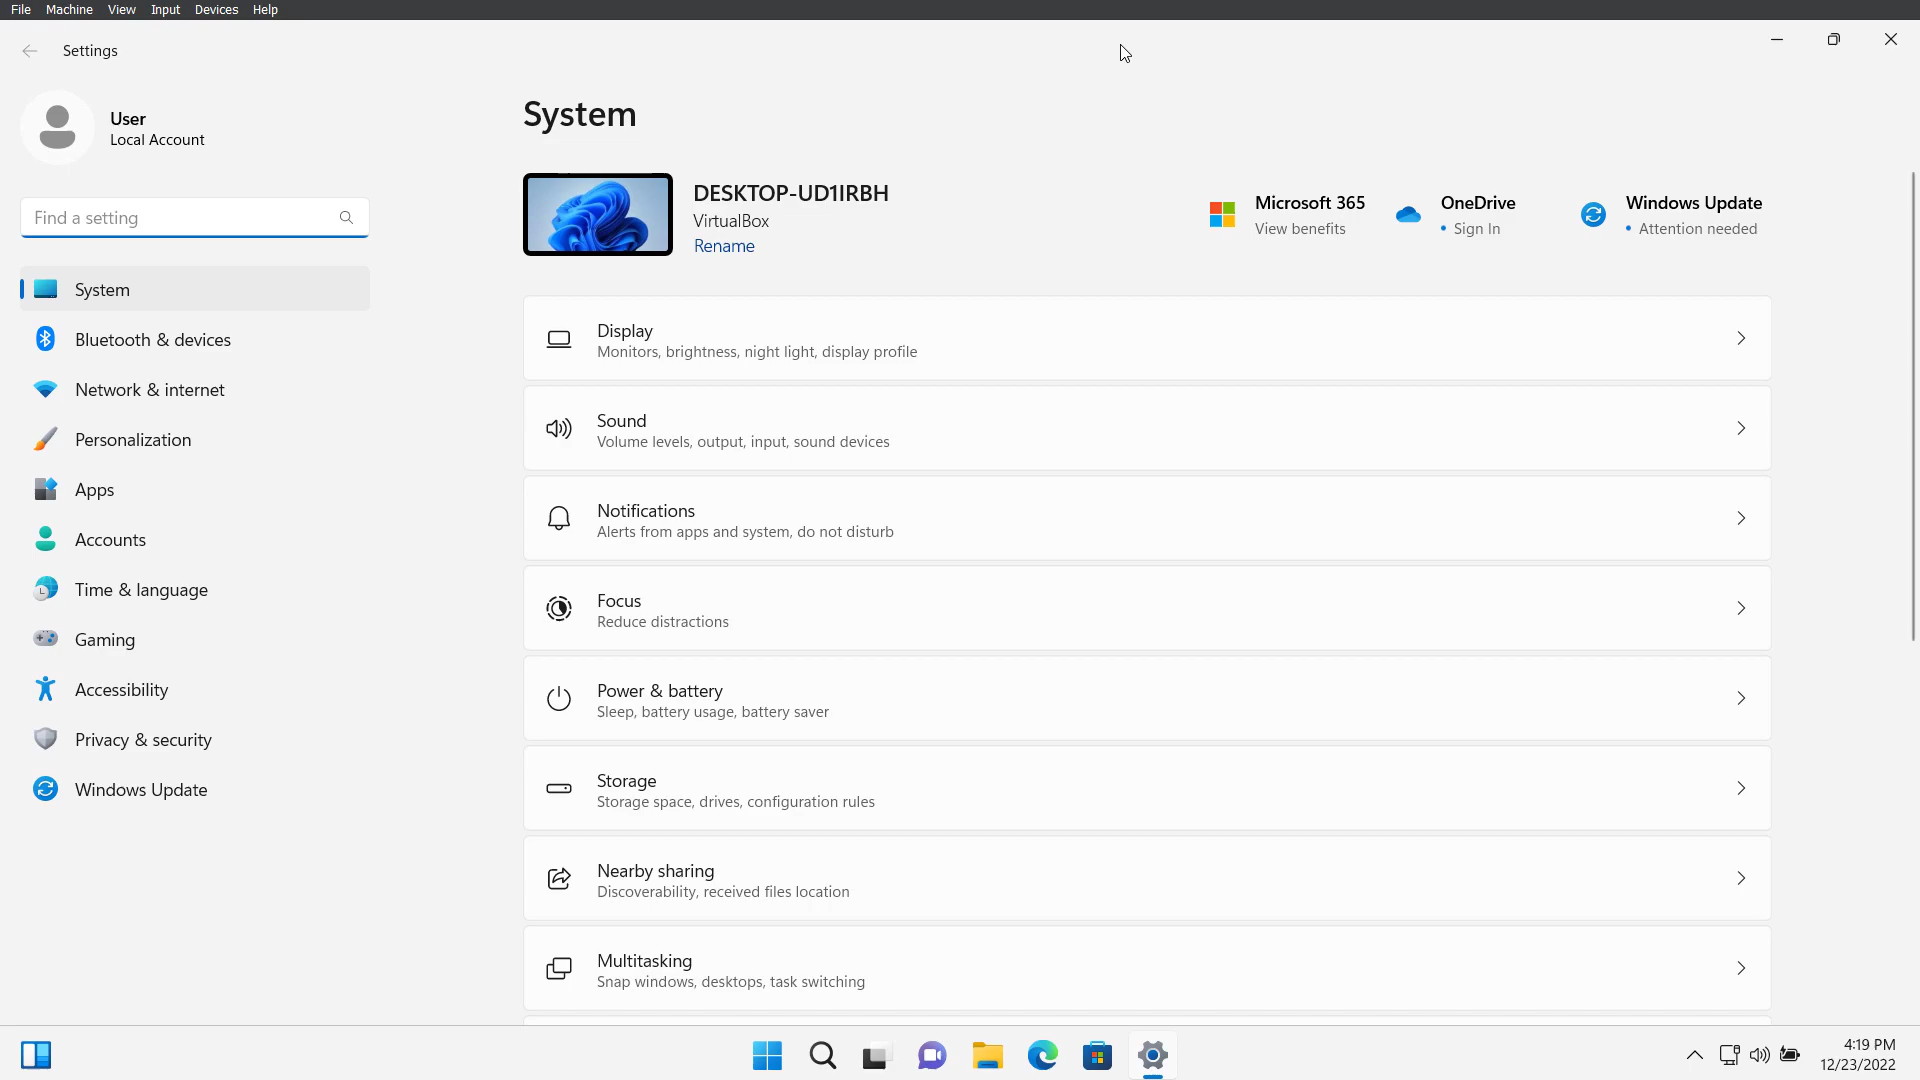 File Machine View Input Devices Help
Settings
User
Local Account
Find a setting
System
Bluetooth & devices
Network & internet
Personalization
Apps
Accounts
Time & language
Gaming
Accessibility
Privacy & security
Windows Update
System
DESKTOP-UD1IRBH
VirtualBox
Rename
Microsoft 365
View benefits
OneDrive
• Sign In
Windows Update
• Attention needed
Display
Monitors, brightness, night light, display profile
Sound
Volume levels, output, input, sound devices
Notifications
Alerts from apps and system, do not disturb
Focus
Reduce distractions
Power & battery
Sleep, battery usage, battery saver
Storage
Storage space, drives, configuration rules
Nearby sharing
Discoverability, received files location
Multitasking
Snap windows, desktops, task switching
4:19 PM
12/23/2022